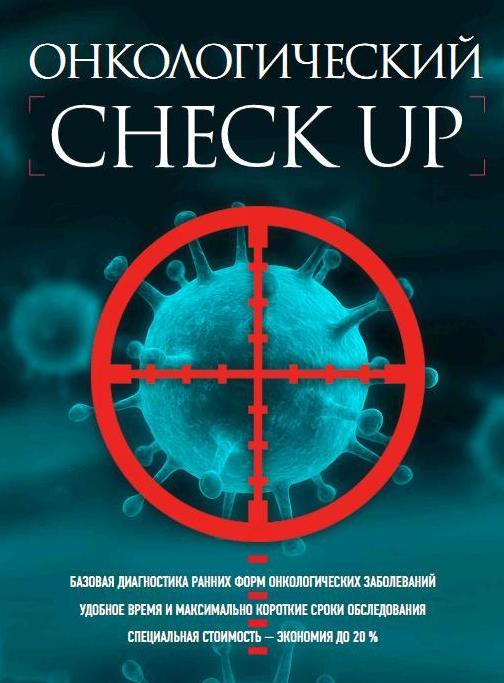 ОНКОЛОГИЧЕСКИЙ
CHECK UP
БАЗОВАЯ ДИАГНОСТИКА РАННИХ ФОРМ ОНКОЛОГИЧЕСКИХ ЗАБОЛЕВАНИЙ
УДОБНОЕ ВРЕМЯ И МАКСИМАЛЬНО КОРОТКИЕ СРОКИ ОБСЛЕДОВАНИЯ
СПЕЦИАЛЬНАЯ СТОИМОСТЬ – ЭКОНОМИЯ ДО 20 %